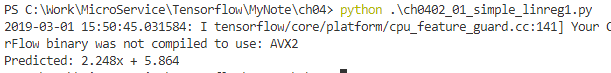 PS C:\Work\MicroService\Tensorflow\MyNote\ch04> python .\ch0402_01_simple_linreg1.py
2019-03-01 15:50:45.031584: I tensorflow/core/platform/cpu_feature_guard.cc:141] Your C
rFlow binary was not compiled to use: AVX2
Predicted: 2.248x + 5.864